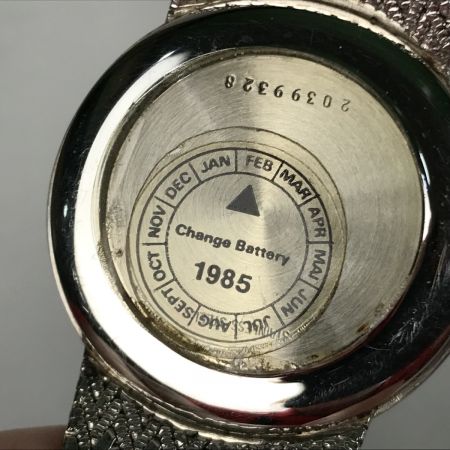 20399328
JAN FEB MAR APR MAI JUN JUL AUG SEPT OCT NOV DEC
Change Battery
1985